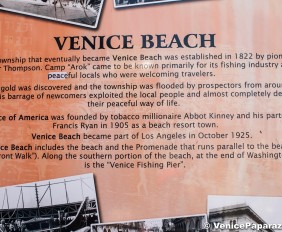 VENICE BEACH
ownship that eventually became Venice Beach was established in 1822 by pion
r Thompson. Camp "Arok" came to be known primarily for its fishing industry a
peaceful locals who were welcoming travelers.
gold was discovered and the township was flooded by prospectors from arou
is barrage of newcomers exploited the local people and almost completely de
their peaceful way of life.
ce of America was founded by tobacco millionaire Abbot Kinney and his part
Francis Ryan in 1905 as a beach resort town.
Venice Beach became part of Los Angeles in October 1925.
ice Beach includes the beach and the Promenade that runs parallel to the bea
ront Walk"). Along the southern portion of the beach, at the end of Washingt
is the "Venice Fishing Pier".
© VenicePaparaz